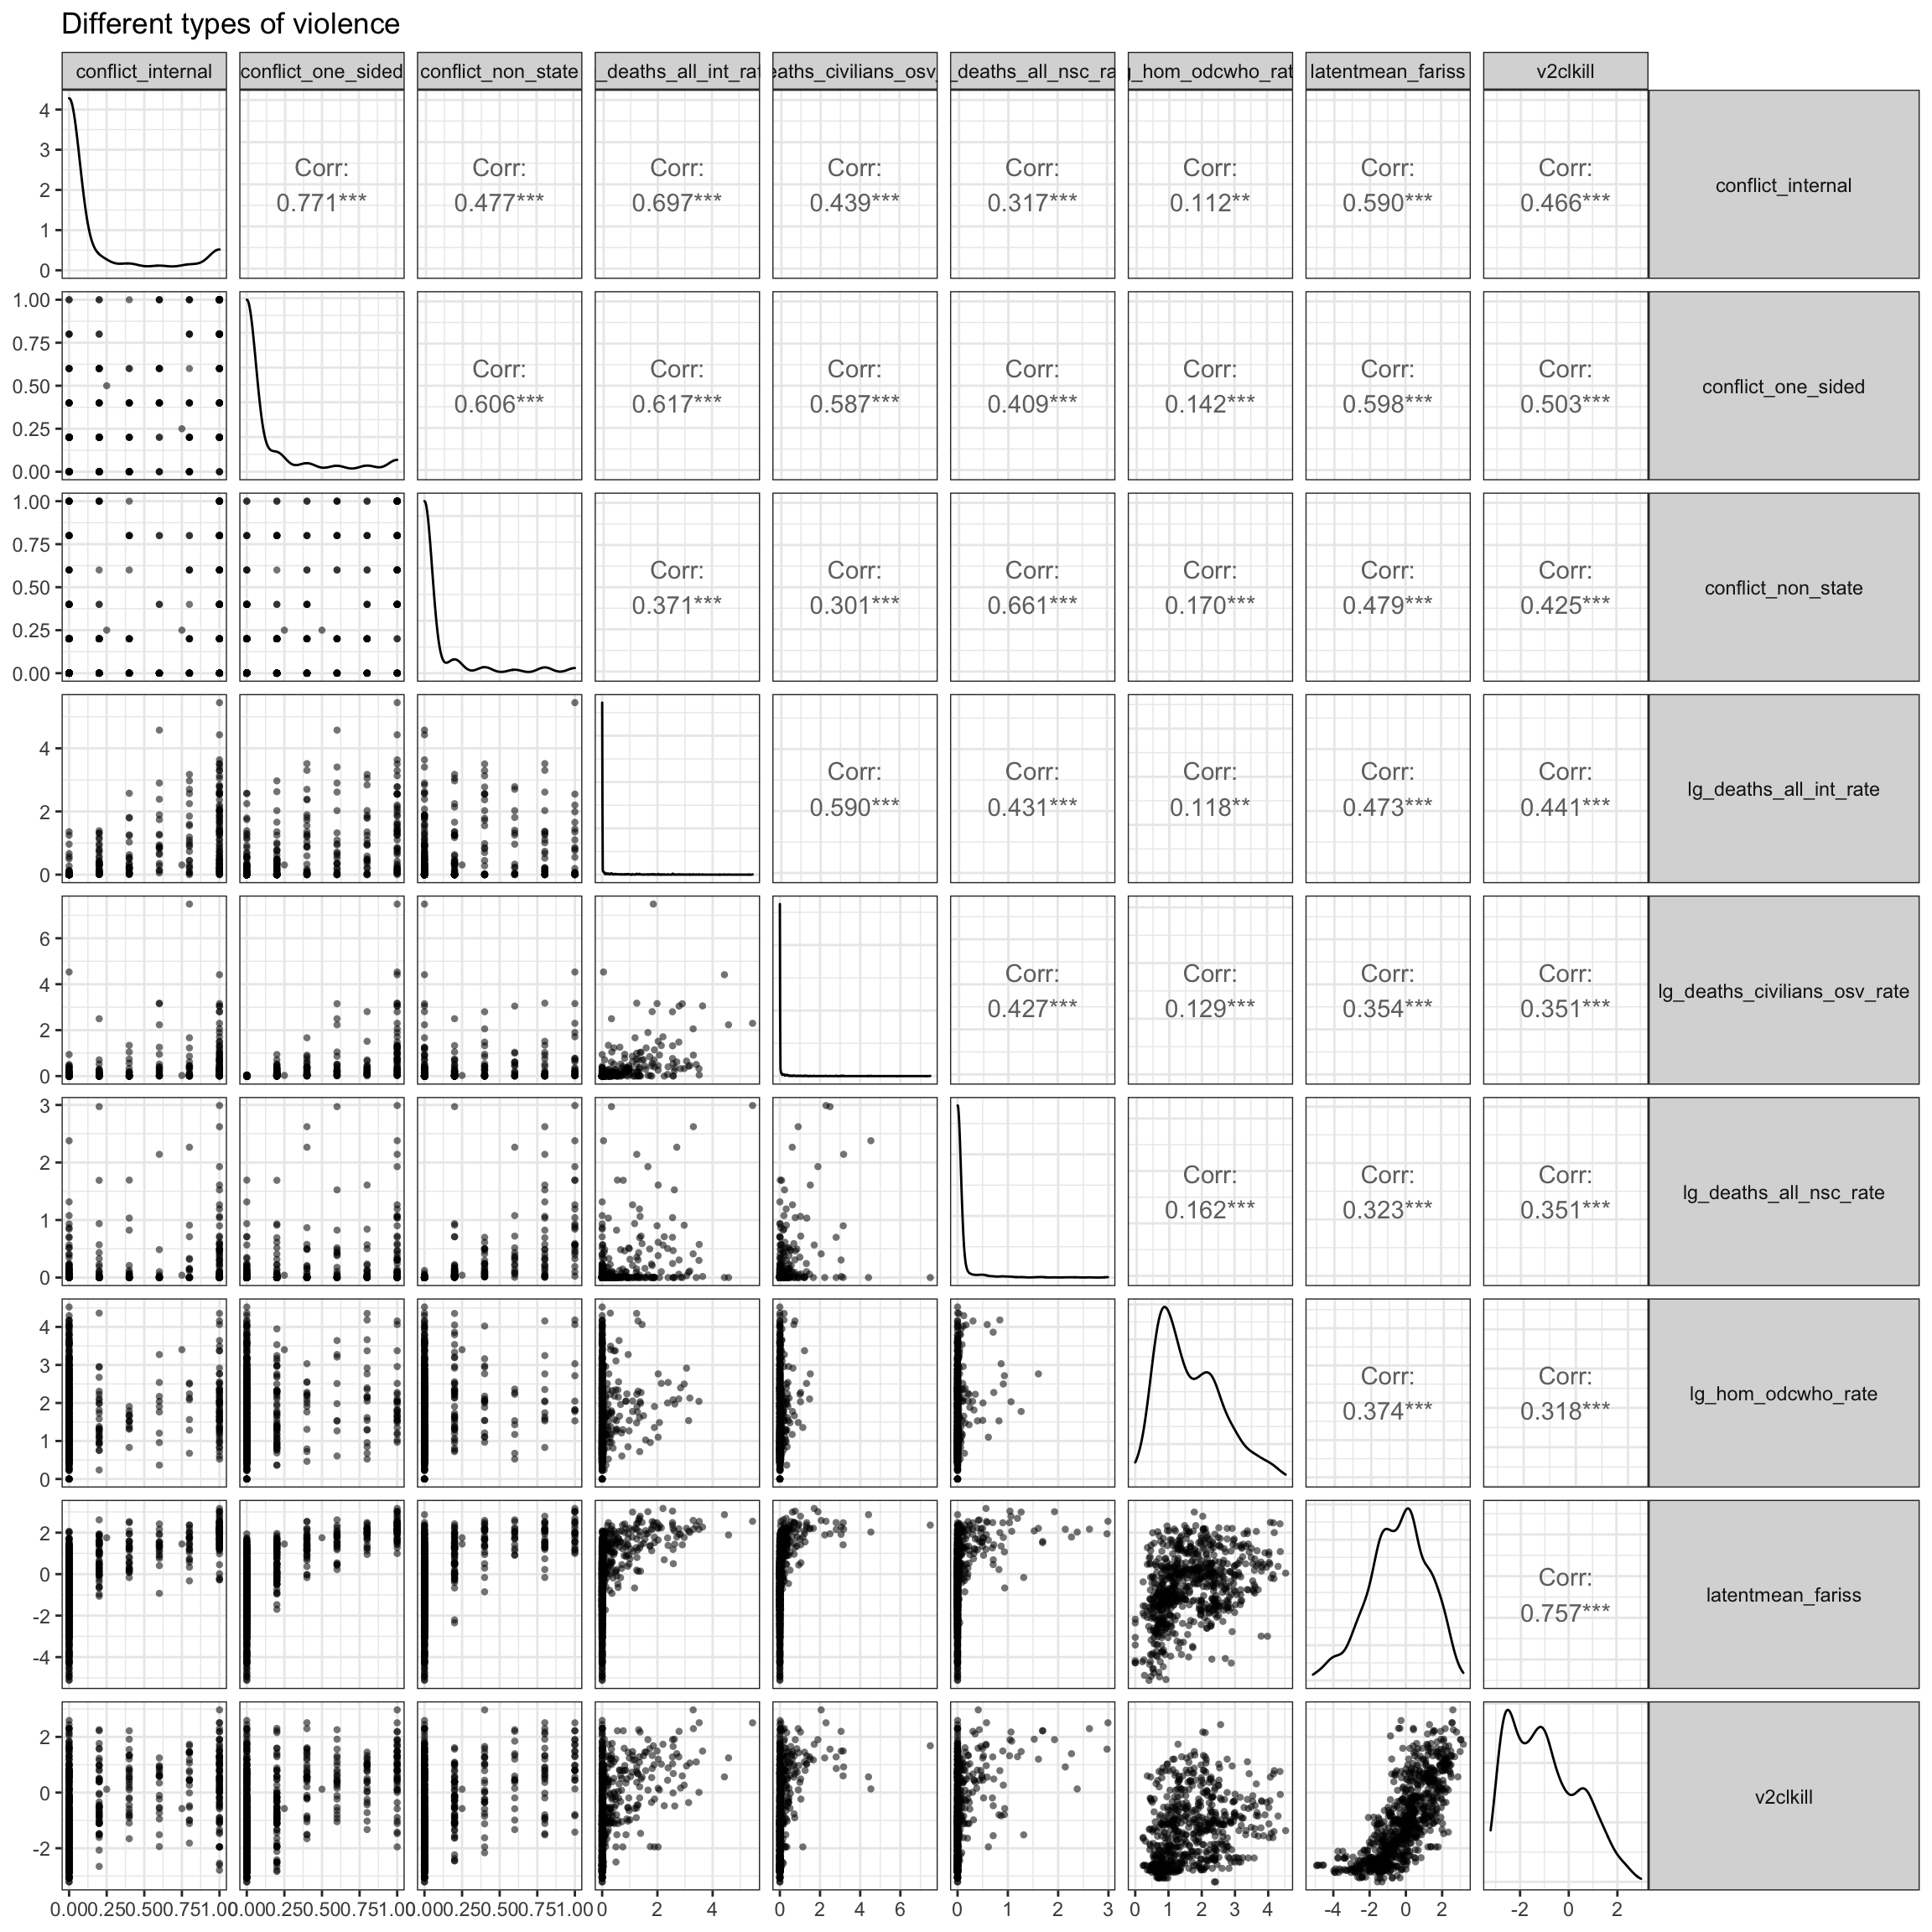 Different types of violence
conflict_internal conflict_one_sided conflict_non_state _deaths_all_int_rat eaths_civilians_osv_ _deaths_all_nsc_ra g_hom_odcwho_rat latentmean_fariss v2clkill
4
3
2
1
0
Corr: Corr: Corr: Corr: Corr: Corr: Corr: Corr:
0.771*** 0.477*** 0.697*** 0.439*** 0.317*** 0.112** 0.590*** 0.466***
conflict_internal
1.00
0.75
0.50
0.25
0.00
Corr: Corr: Corr: Corr: Corr: Corr: Corr:
0.606*** 0.617*** 0.587*** 0.409*** 0.142*** 0.598*** 0.503***
conflict_one_sided
1.00
0.75
0.50
0.25
0.00
Corr: Corr: Corr: Corr: Corr: Corr:
0.371*** 0.301*** 0.661*** 0.170*** 0.479*** 0.425***
conflict_non_state
4
2
0
Corr: Corr: Corr: Corr: Corr:
0.590*** 0.431*** 0.118** 0.473*** 0.441***
lg_deaths_all_int_rate
6
4
2
0
Corr: Corr: Corr: Corr:
0.427*** 0.129*** 0.354*** 0.351***
lg_deaths_civilians_osv_rate
3
2
1
0
Corr: Corr: Corr:
0.162*** 0.323*** 0.351***
lg_deaths_all_nsc_rate
4
3
2
1
0
Corr: Corr:
0.374*** 0.318***
lg_hom_odcwho_rate
2
0
-2
-4
Corr:
0.757***
latentmean_fariss
2
0
-2
v2clkill
0.000.250.500.751.00 0.000.250.500.751.00 0.000.250.500.751.00 0 2 4 0 2 4 6 0 1 2 3 0 1 2 3 4 -4 -2 0 2 -2 0 2